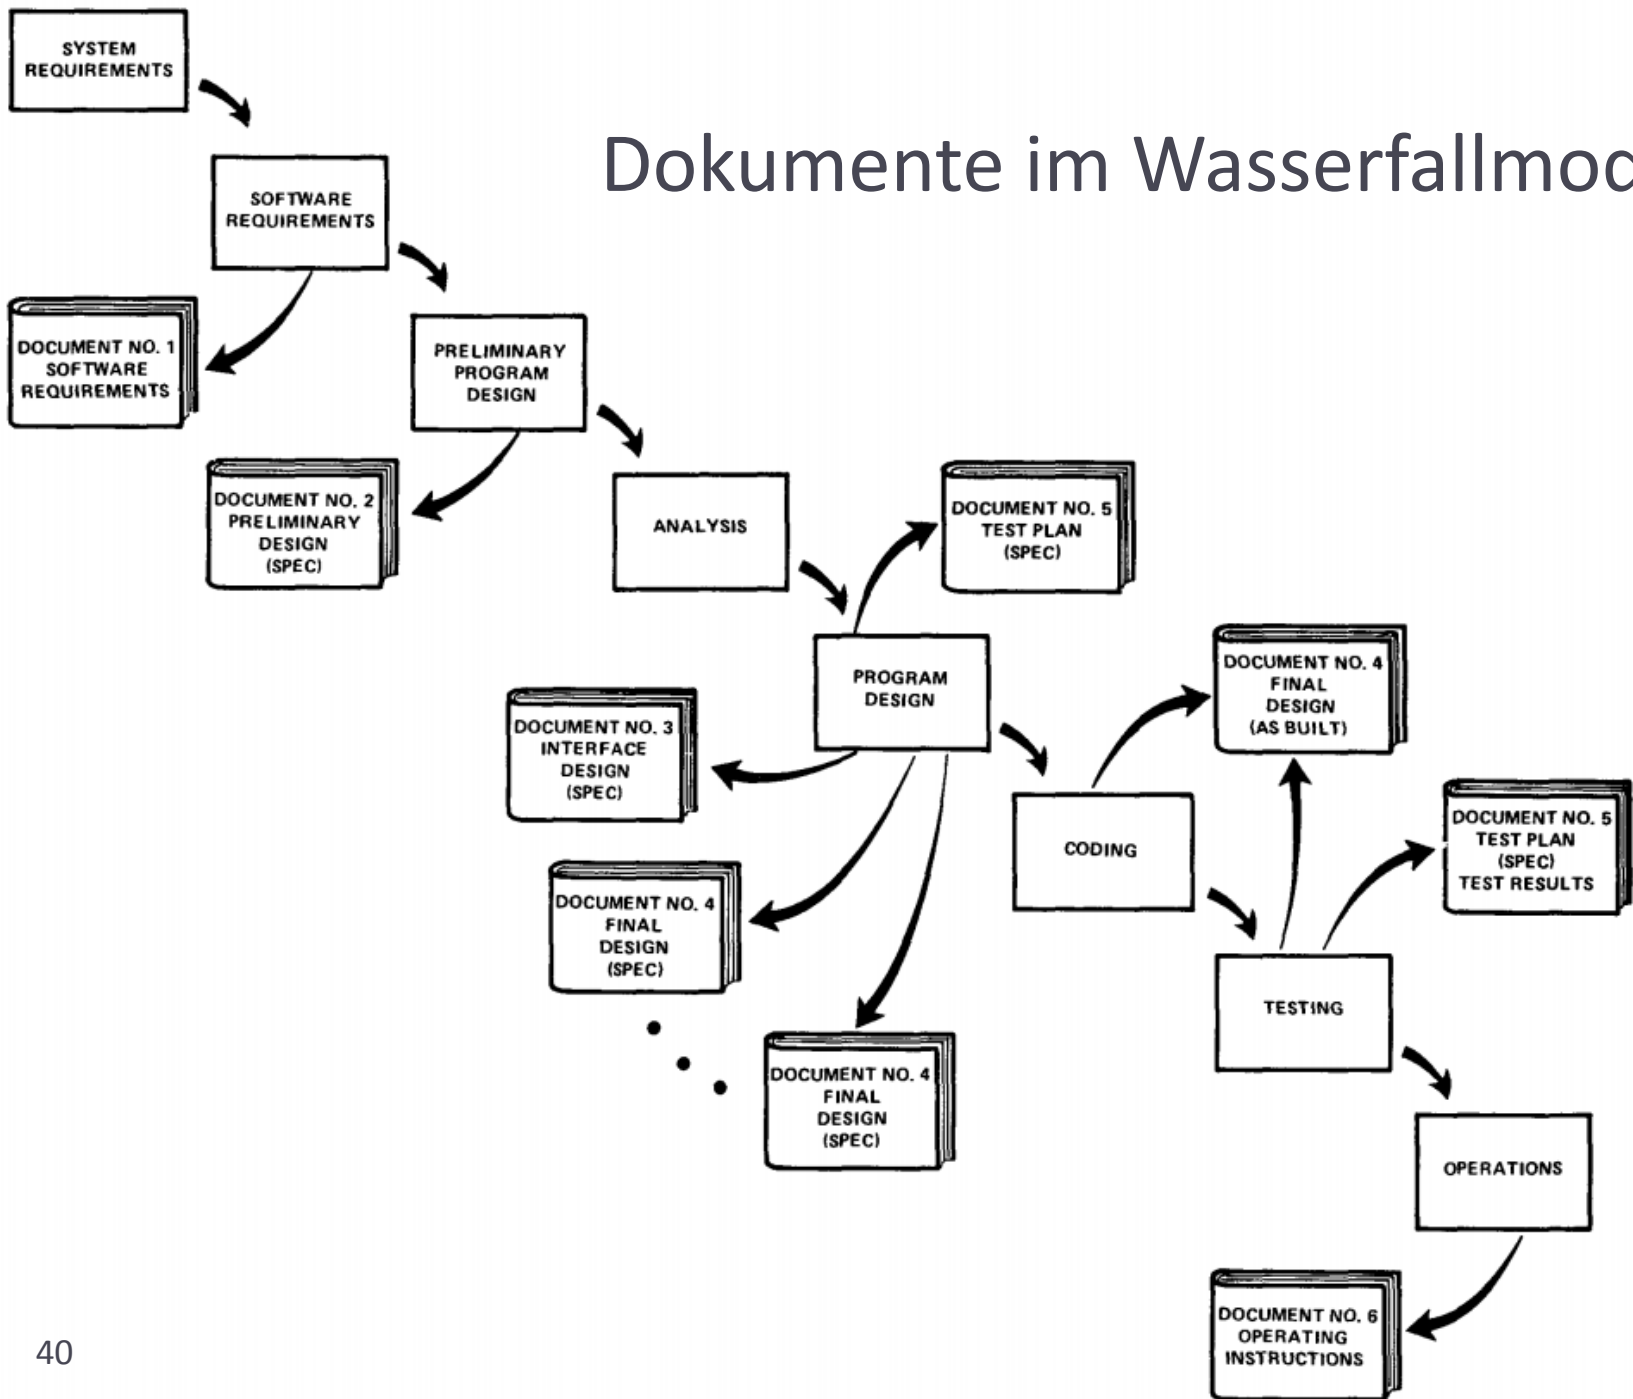 SYSTEM
REQUIREMENTS
Dokumente im Wasserfallmod
SOFTWARE
REQUIREMENTS
DOCUMENT NO. 1
SOFTWARE
REQUIREMENTS
PRELIMINARY
PROGRAM
DESIGN
DOCUMENT NO. 2
PRELIMINARY
DESIGN
(SPEC)
ANALYSIS
DOCUMENT NO. 5
TEST PLAN
(SPEC)
PROGRAM
DESIGN
DOCUMENT NO. 4
FINAL
DESIGN
(AS BUILT)
DOCUMENT NO. 3
INTERFACE
DESIGN
(SPEC)
CODING
DOCUMENT NO. 5
TEST PLAN
(SPEC)
TEST RESULTS
DOCUMENT NO. 4
FINAL
DESIGN
(SPEC)
TESTING
DOCUMENT NO. 4
FINAL
DESIGN
(SPEC)
OPERATIONS
DOCUMENT NO. 6
OPERATING
INSTRUCTIONS
40